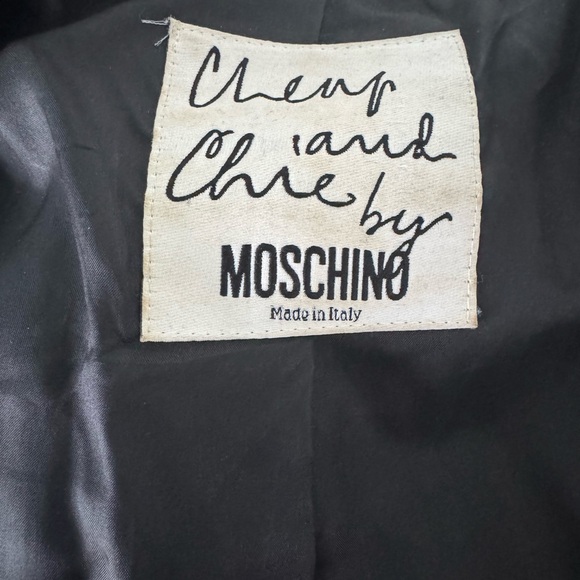 Cheap
and
Chic
by
MOSCHINO
Made in Italy